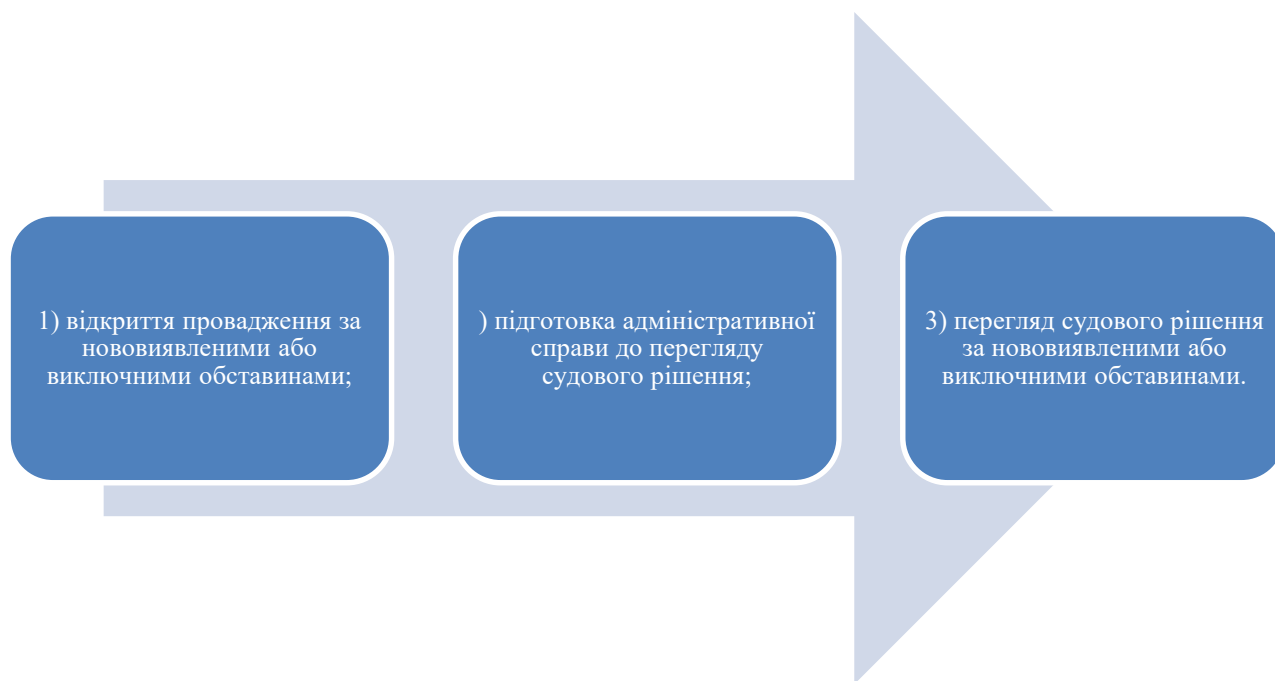 1) відкриття провадження за
нововиявленими або
виключними обставинами;
) підготовка адміністративної
справи до перегляду
судового рішення;
3) перегляд судового рішення
за нововиявленими або
виключними обставинами.